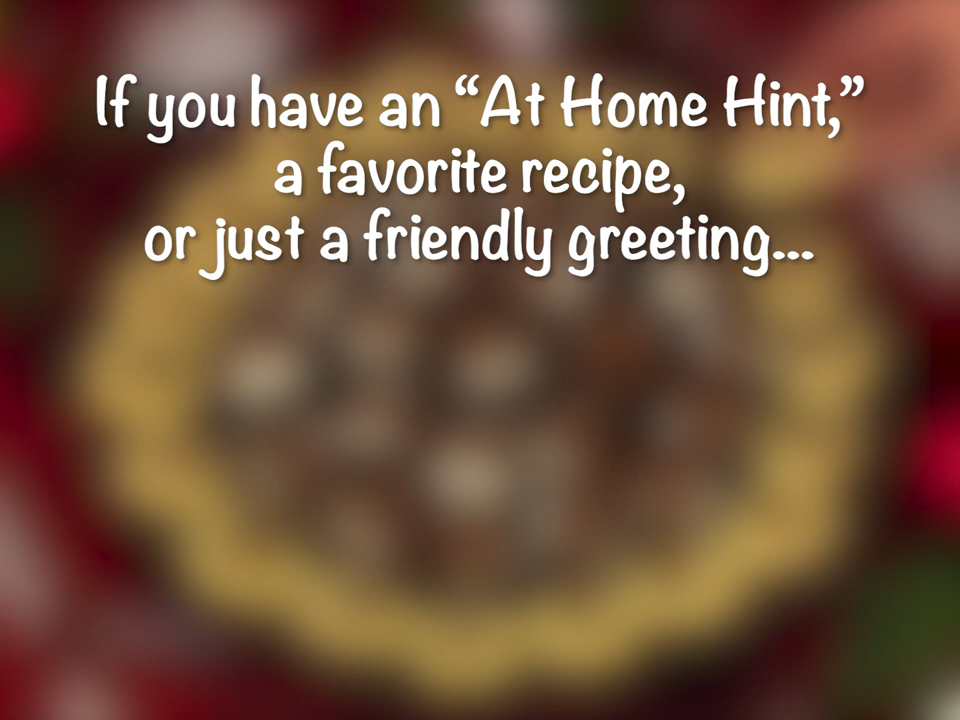 If you have an “At Home Hint,”
a favorite recipe,
or just a friendly greeting...